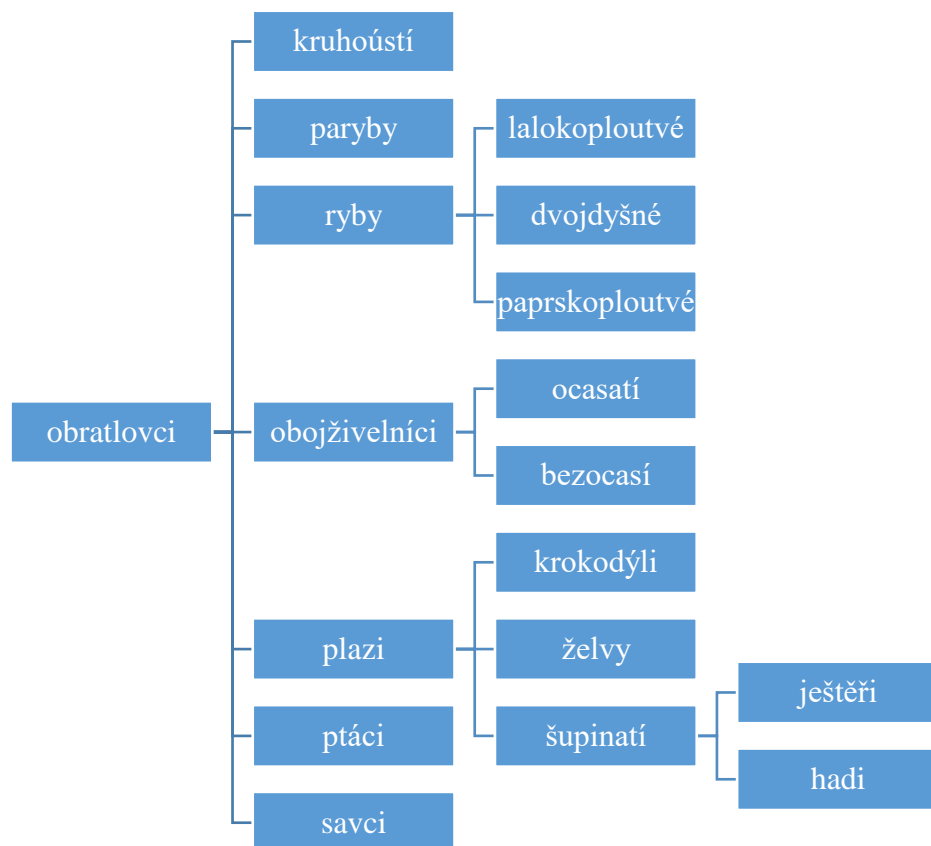 obratlovci
kruhoústí
paryby
ryby
lalokoploutvé
dvojdyšné
paprskoploutvé
obojživelníci
ocasatí
bezocasí
plazi
krokodýli
želvy
šupinatí
ještěři
hadi
ptáci
savci